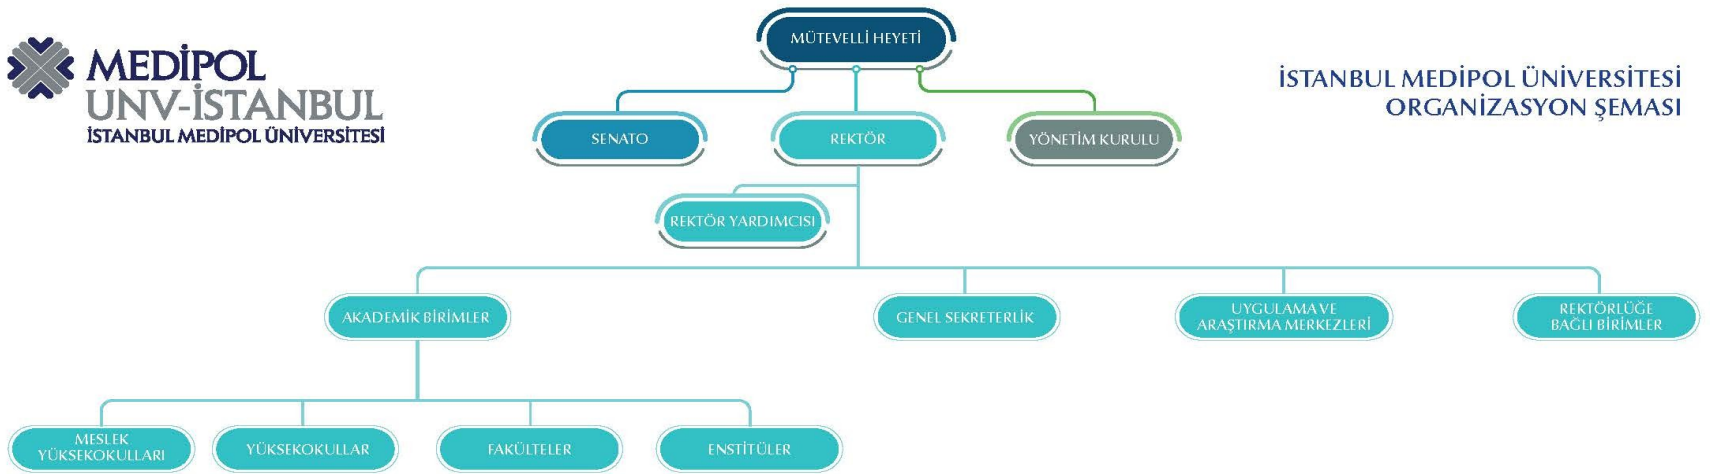 MEDİPOL
UNV-İSTANBUL
İSTANBUL MEDİPOL ÜNİVERSİTESİ
İSTANBUL MEDİPOL ÜNİVERSİTESİ
ORGANİZASYON ŞEMASI
MÜTEVELLİ HEYETİ
SENATO
REKTÖR
YÖNETİM KURULU
REKTÖR YARDIMCISI
AKADEMİK BİRİMLER
GENEL SEKRETERLİK
UYGULAMA VE
ARAŞTIRMA MERKEZLERİ
REKTÖRLÜĞE
BAĞLI BİRİMLER
MESLEK
YÜKSEKOKULLARI
YÜKSEKOKULLAR
FAKÜLTELER
ENSTİTÜLER